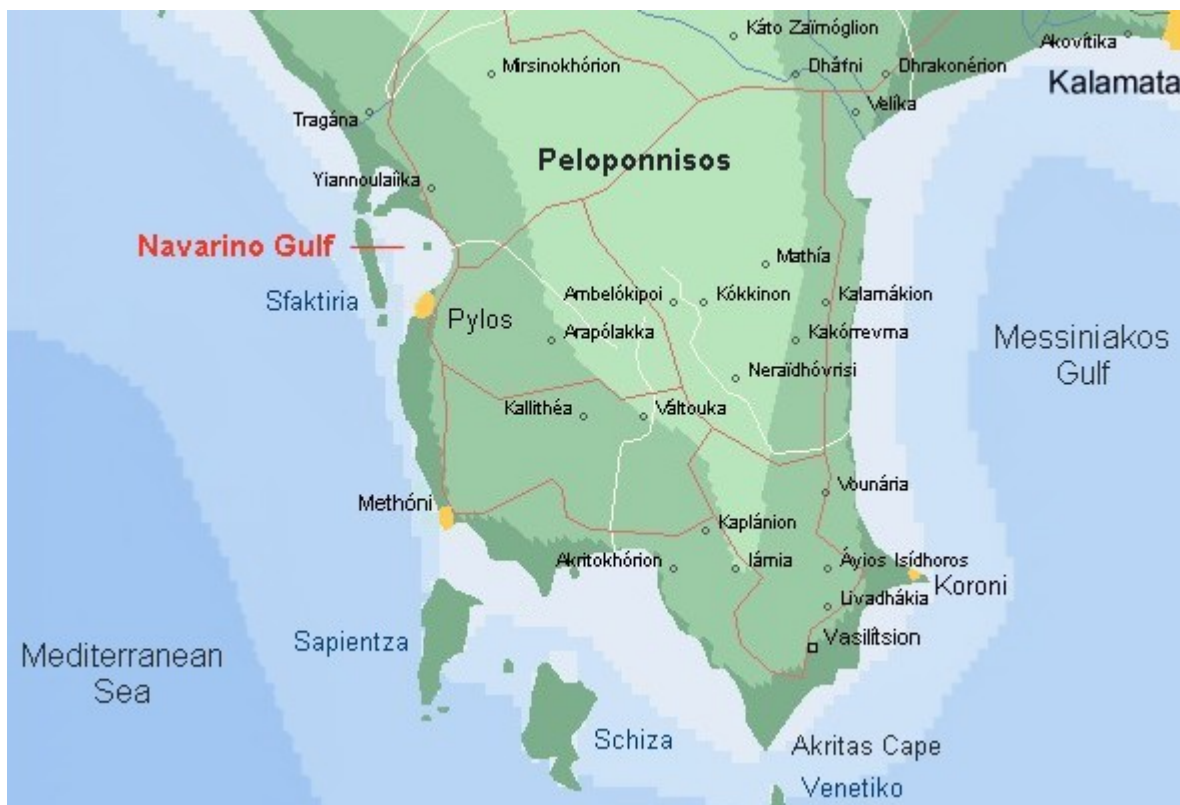 Káto Zaïmóglion
Akovítika
Mirsinokhórion
Dháfni
Dhrakonérion
Kalamata
Tragána
Velíka
Peloponnisos
Yiannoulaíika
Navarino Gulf
Mathía
Sfaktiria
Ambelókipoi
Kókkinon
Kalamákion
Pylos
Arapólakka
Kakórrevma
Messiniakos
Gulf
Neraïdhóvrisi
Kallithéa
Váltouka
Methóni
Vounária
Kaplánion
Akritokhórion
Iámia
Áyios Isídhoros
Koroni
Livadhákia
Sapientza
Vasilítsion
Mediterranean
Sea
Schiza
Akritas Cape
Venetiko